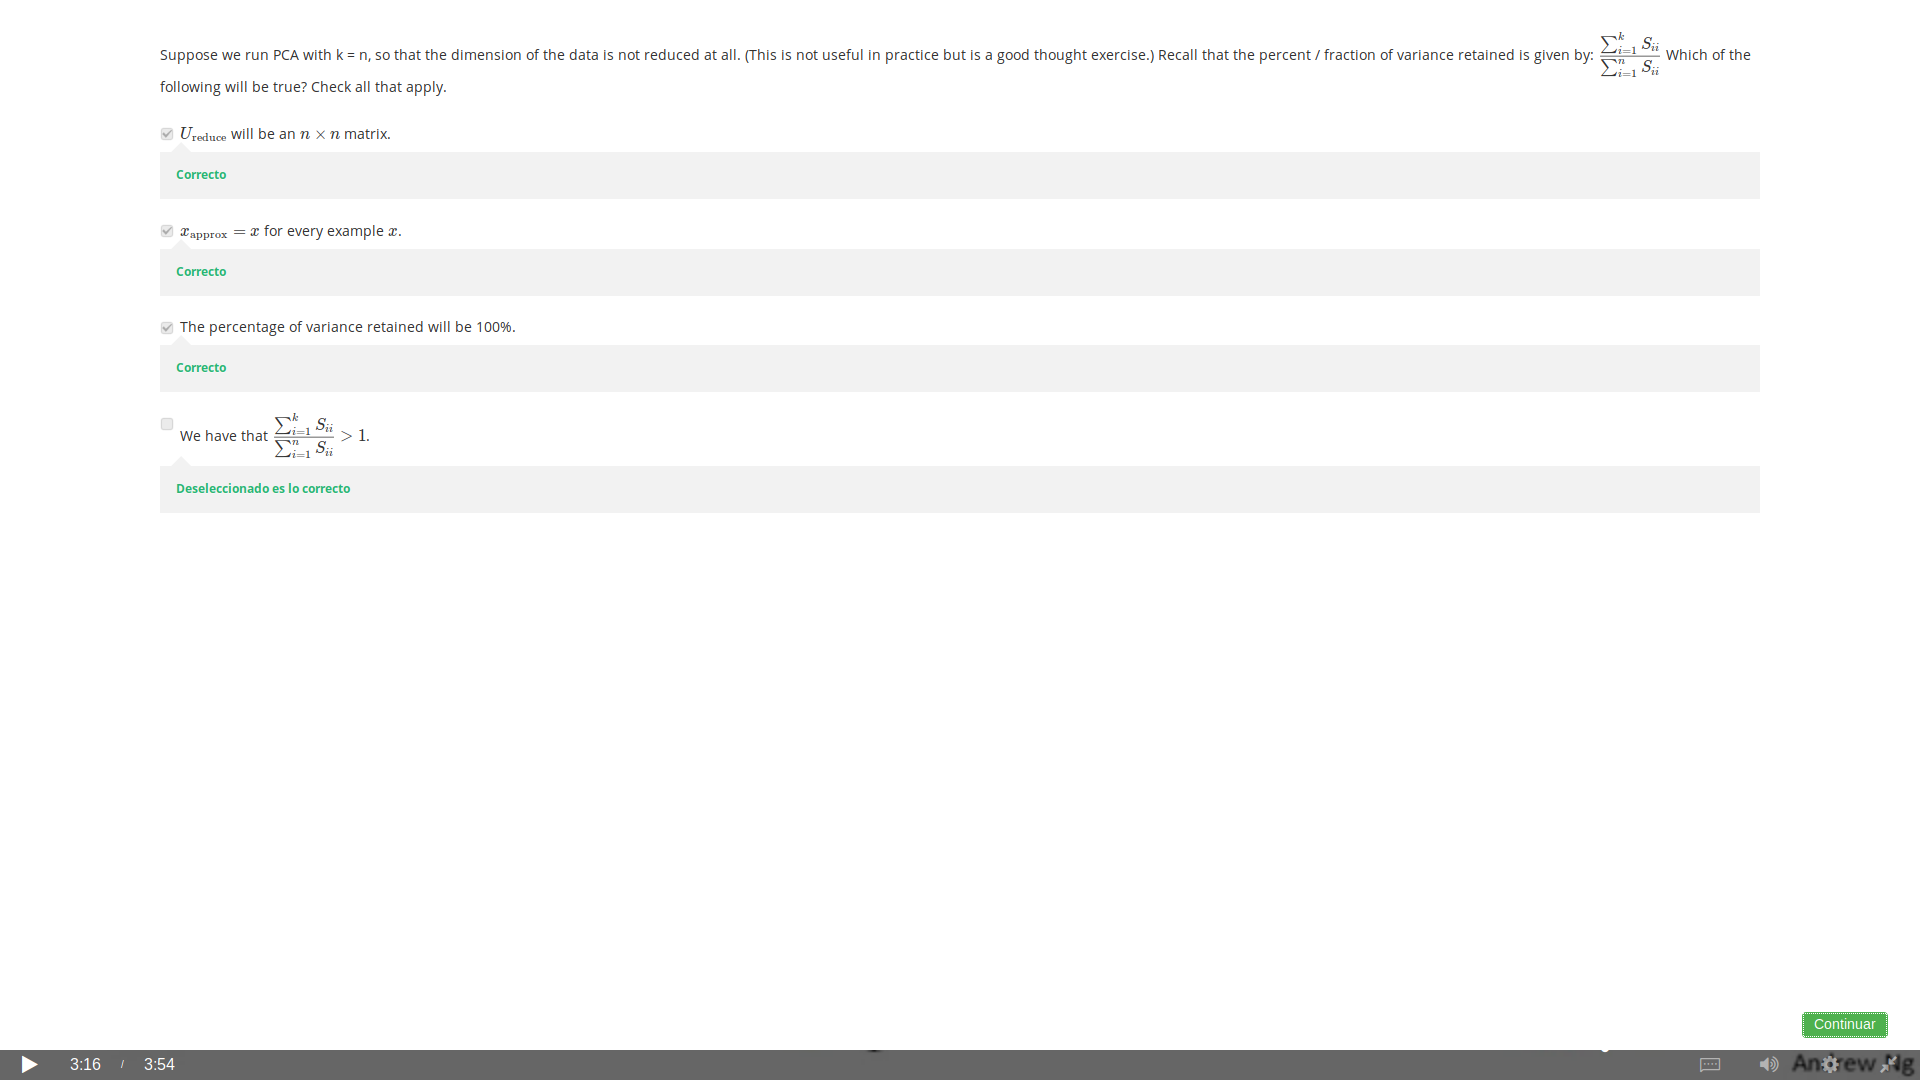 Suppose we run PCA with k = n, so that the dimension of the data is not reduced at all. (This is not useful in practice but is a good thought exercise.) Recall that the percent / fraction of variance retained is given by: \frac{\sum_{i=1}^{k} S_{ii}}{\sum_{i=1}^{n} S_{ii}} Which of the
following will be true? Check all that apply.
U_{reduce} will be an n × n matrix.
Correcto
x_{approx} = x for every example x.
Correcto
The percentage of variance retained will be 100%.
Correcto
We have that \frac{\sum_{i=1}^{k} S_{ii}}{\sum_{i=1}^{n} S_{ii}} > 1.
Deseleccionado es lo correcto
Continuar
3:16 / 3:54
Andrew Ng